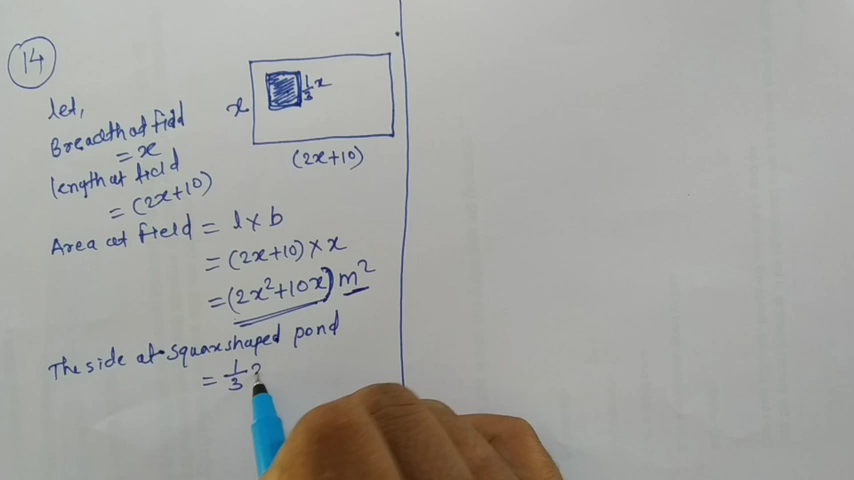 14
let,
Breadth of field
= x
length of field
= (2x+10)
x
1/3 x
(2x+10)
Area of field = l x b
= (2x+10) × x
= (2x²+10x) m²
The side of squar shaped pond
= 1/3